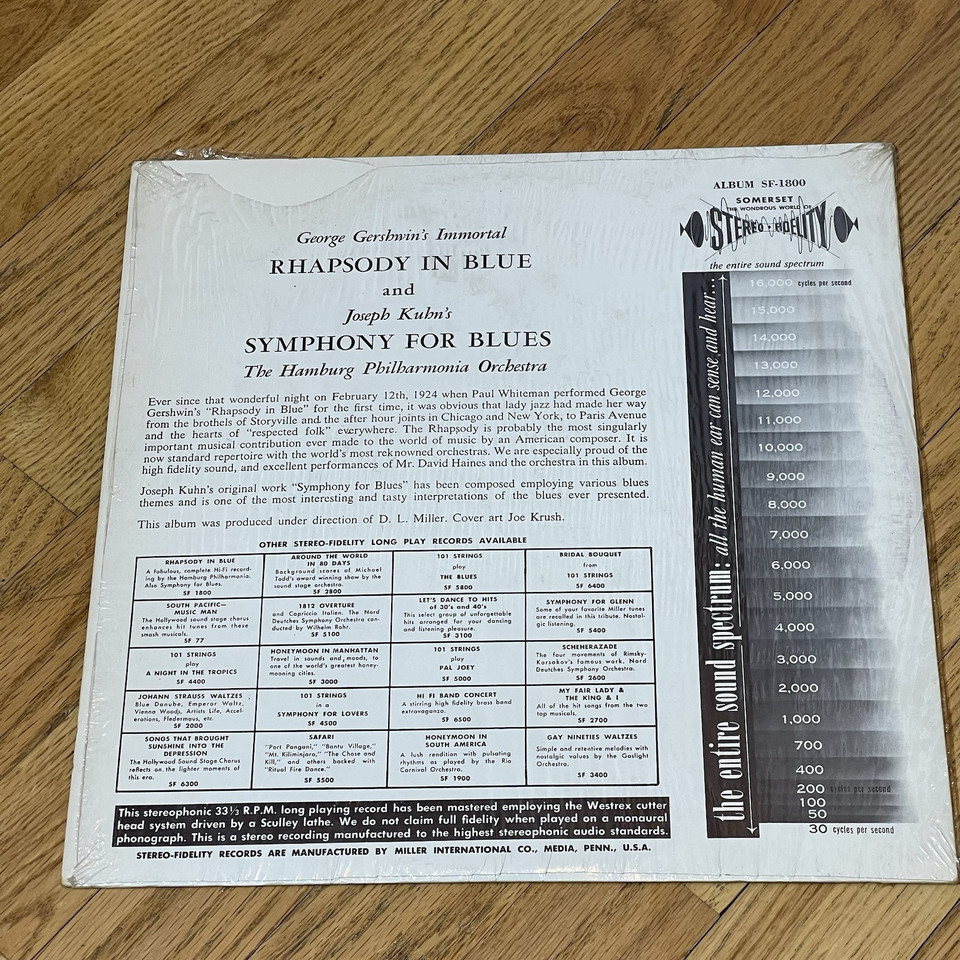 George Gershwin's Immortal
RHAPSODY IN BLUE
and
Joseph Kuhn's
SYMPHONY FOR BLUES
The Hamburg Philharmonia Orchestra
Ever since that wonderful night on February 12th, 1924 when Paul Whiteman performed George
Gershwin's "Rhapsody in Blue" for the first time, it was obvious that lady jazz had made her way
from the brothels of Storyville and the after hour joints in Chicago and New York, to Paris Avenue
and the hearts of "respected folk" everywhere. The Rhapsody is probably the most singularly
important musical contribution ever made to the world of music by an American composer. It is
now standard repertoire with the world's most reknowned orchestras. We are especially proud of the
high fidelity sound, and excellent performances of Mr. David Haines and the orchestra in this album.
Joseph Kuhn's original work "Symphony for Blues" has been composed employing various blues
themes and is one of the most interesting and tasty interpretations of the blues ever presented.
This album was produced under direction of D. L. Miller. Cover art Joe Krush.
OTHER STEREO-FIDELITY LONG PLAY RECORDS AVAILABLE
RHAPSODY IN BLUE
A fabulous, complete Hi-Fi record-
ing by the Hamburg Philharmonia.
Also Symphony for Blues.
SF 1800
AROUND THE WORLD
IN 80 DAYS
Background scores of Michael
Todd's award winning show by the
sound stage orchestra.
SF 2800
101 STRINGS
play
THE BLUES
SF 5800
BRIDAL BOUQUET
from
101 STRINGS
SF 6400
SOUTH PACIFIC—
MUSIC MAN
The Hollywood sound stage chorus
enhances hit tunes from these
smash musicals.
SF 77
1812 OVERTURE
and Capriccio Italien. The Nord
Deutches Symphony Orchestra con-
ducted by Wilhelm Rohr.
SF 5100
LET'S DANCE TO HITS
of 30's and 40's
This select group of unforgettable
hits arranged for your dancing
and listening pleasure.
SF 3100
SYMPHONY FOR GLENN
Some of your favorite Miller tunes
are recalled in this tribute. Nostal-
gic listening.
SF 5400
101 STRINGS
play
A NIGHT IN THE TROPICS
SF 4400
HONEYMOON IN MANHATTAN
Travel in sounds and moods, to
one of the world's greatest honey-
mooning cities.
SF 3000
101 STRINGS
play
PAL JOEY
SF 5000
SCHEHERAZADE
The four movements of Rimsky-
Korsakov's famous work. Nord
Deutches Symphony Orchestra.
SF 2600
JOHANN STRAUSS WALTZES
Blue Danube, Emperor Waltz,
Vienna Woods, Artists Life, Accel-
erations, Fledermous, etc.
SF 2000
101 STRINGS
in a
SYMPHONY FOR LOVERS
SF 4500
HI FI BAND CONCERT
A stirring high fidelity brass band
extravaganza.
SF 6500
MY FAIR LADY &
THE KING & I
All of the hit songs from the two
top musicals.
SF 2700
SONGS THAT BROUGHT
SUNSHINE INTO THE
DEPRESSION
The Hollywood Sound Stage Chorus
reflects on the lighter moments of
this era.
SF 6300
SAFARI
"Port Pangani," "Bantu Village,"
"Mt. Kiliminjaro," "The Chase and
Kill," and others backed with
"Ritual Fire Dance."
SF 5500
HONEYMOON IN
SOUTH AMERICA
A lush rendition with pulsating
rhythms as played by the Rio
Carnival Orchestra.
SF 1900
GAY NINETIES WALTZES
Simple and retentive melodies with
nostalgic values by the Gaslight
Orchestra.
SF 3400
This stereophonic 33⅓ R.P.M. long playing record has been mastered employing the Westrex cutter
head system driven by a Sculley lathe. We do not claim full fidelity when played on a monaural
phonograph. This is a stereo recording manufactured to the highest stereophonic audio standards.
STEREO-FIDELITY RECORDS ARE MANUFACTURED BY MILLER INTERNATIONAL CO., MEDIA, PENN., U.S.A.
ALBUM SF-1800
SOMERSET
THE WONDROUS WORLD OF
STEREO-FIDELITY
the entire sound spectrum
the entire sound spectrum: all the human ear can sense and hear...
16,000 cycles per second
15,000
14,000
13,000
12,000
11,000
10,000
9,000
8,000
7,000
6,000
5,000
4,000
3,000
2,000
1,000
700
400
200 cycles per second
100
50
30 cycles per second